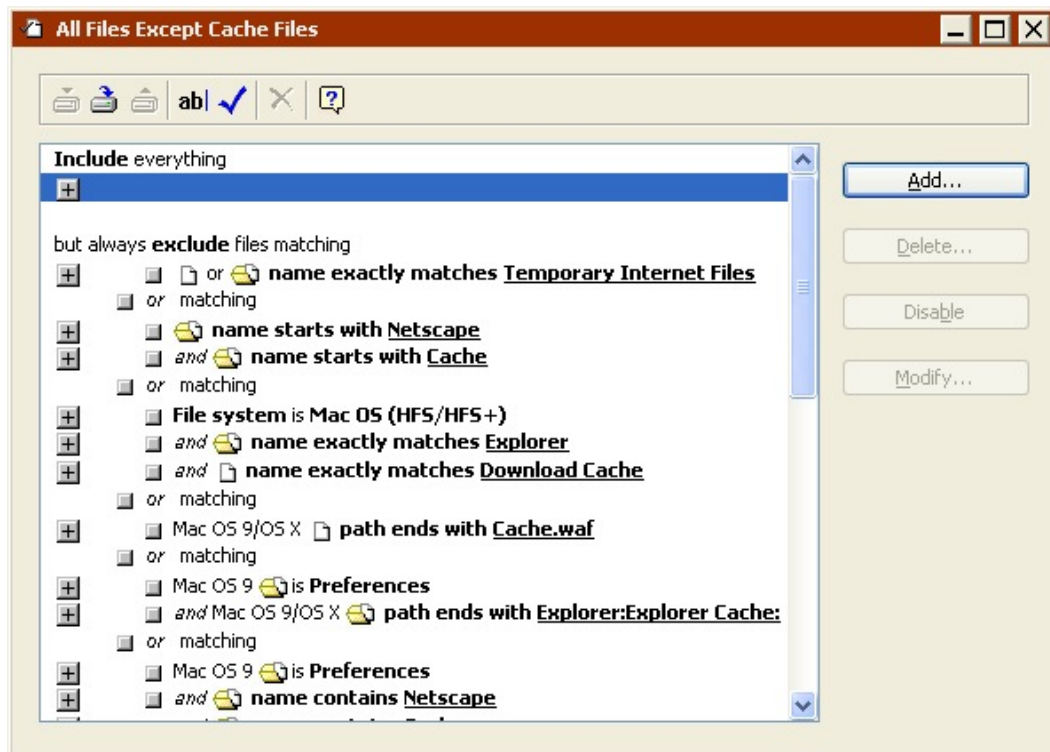 All Files Except Cache Files
ab
?
Include everything
but always exclude files matching
or name exactly matches Temporary Internet Files
or matching
name starts with Netscape
and name starts with Cache
or matching
File system is Mac OS (HFS/HFS+)
and name exactly matches Explorer
and name exactly matches Download Cache
or matching
Mac OS 9/OS X path ends with Cache.waf
or matching
Mac OS 9 is Preferences
and Mac OS 9/OS X path ends with Explorer:Explorer Cache:
or matching
Mac OS 9 is Preferences
and name contains Netscape
Add...
Delete...
Disable
Modify...